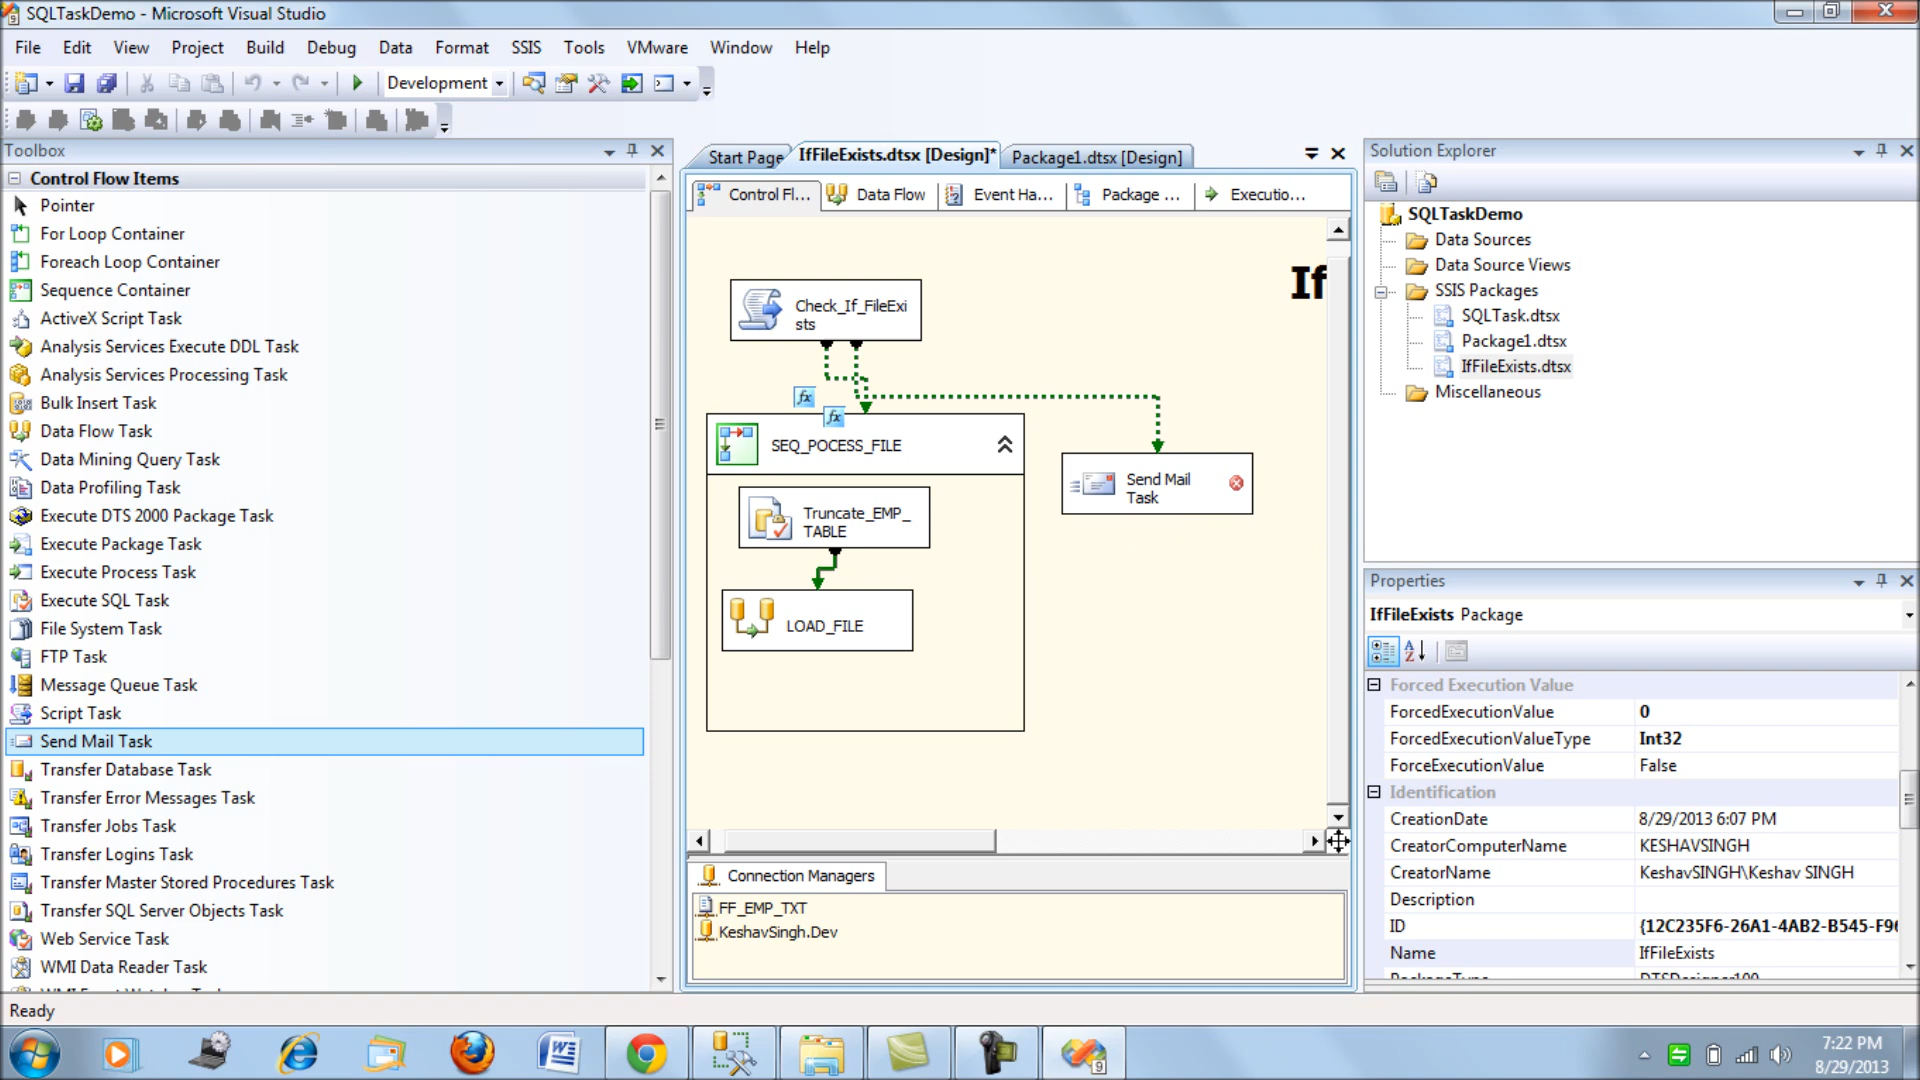 SQLTaskDemo - Microsoft Visual Studio
File Edit View Project Build Debug Data Format SSIS Tools VMware Window Help
Development
Toolbox
Control Flow Items
Pointer
For Loop Container
Foreach Loop Container
Sequence Container
ActiveX Script Task
Analysis Services Execute DDL Task
Analysis Services Processing Task
Bulk Insert Task
Data Flow Task
Data Mining Query Task
Data Profiling Task
Execute DTS 2000 Package Task
Execute Package Task
Execute Process Task
Execute SQL Task
File System Task
FTP Task
Message Queue Task
Script Task
Send Mail Task
Transfer Database Task
Transfer Error Messages Task
Transfer Jobs Task
Transfer Logins Task
Transfer Master Stored Procedures Task
Transfer SQL Server Objects Task
Web Service Task
WMI Data Reader Task
Start Page IfFileExists.dtsx [Design]* Package1.dtsx [Design]
Control Fl... Data Flow Event Ha... Package ... Executio...
If
Check_If_FileExi
sts
fx
fx
SEQ_POCESS_FILE
Send Mail
Task
Truncate_EMP_
TABLE
LOAD_FILE
Connection Managers
FF_EMP_TXT
KeshavSingh.Dev
Solution Explorer
SQLTaskDemo
Data Sources
Data Source Views
SSIS Packages
SQLTask.dtsx
Package1.dtsx
IfFileExists.dtsx
Miscellaneous
Properties
IfFileExists Package
Forced Execution Value
ForcedExecutionValue 0
ForcedExecutionValueType Int32
ForceExecutionValue False
Identification
CreationDate 8/29/2013 6:07 PM
CreatorComputerName KESHAVSINGH
CreatorName KeshavSINGH\Keshav SINGH
Description
ID {12C235F6-26A1-4AB2-B545-F96
Name IfFileExists
PackageType DTSDesigner100
Ready
7:22 PM
8/29/2013